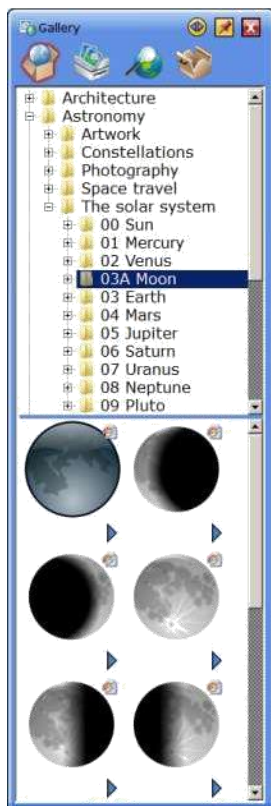 Gallery
Architecture
Astronomy
Artwork
Constellations
Photography
Space travel
The solar system
00 Sun
01 Mercury
02 Venus
03A Moon
03 Earth
04 Mars
05 Jupiter
06 Saturn
07 Uranus
08 Neptune
09 Pluto